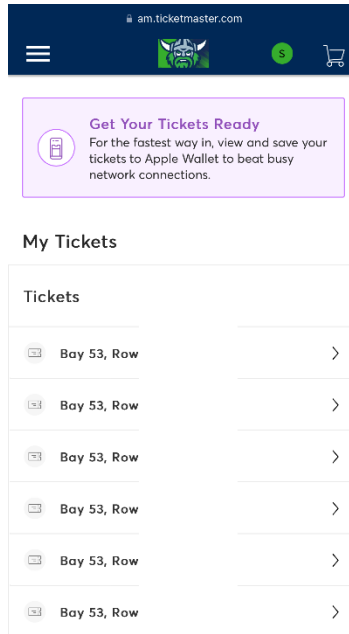 am.ticketmaster.com
S
Get Your Tickets Ready
For the fastest way in, view and save your
tickets to Apple Wallet to beat busy
network connections.
My Tickets
Tickets
Bay 53, Row
Bay 53, Row
Bay 53, Row
Bay 53, Row
Bay 53, Row
Bay 53, Row